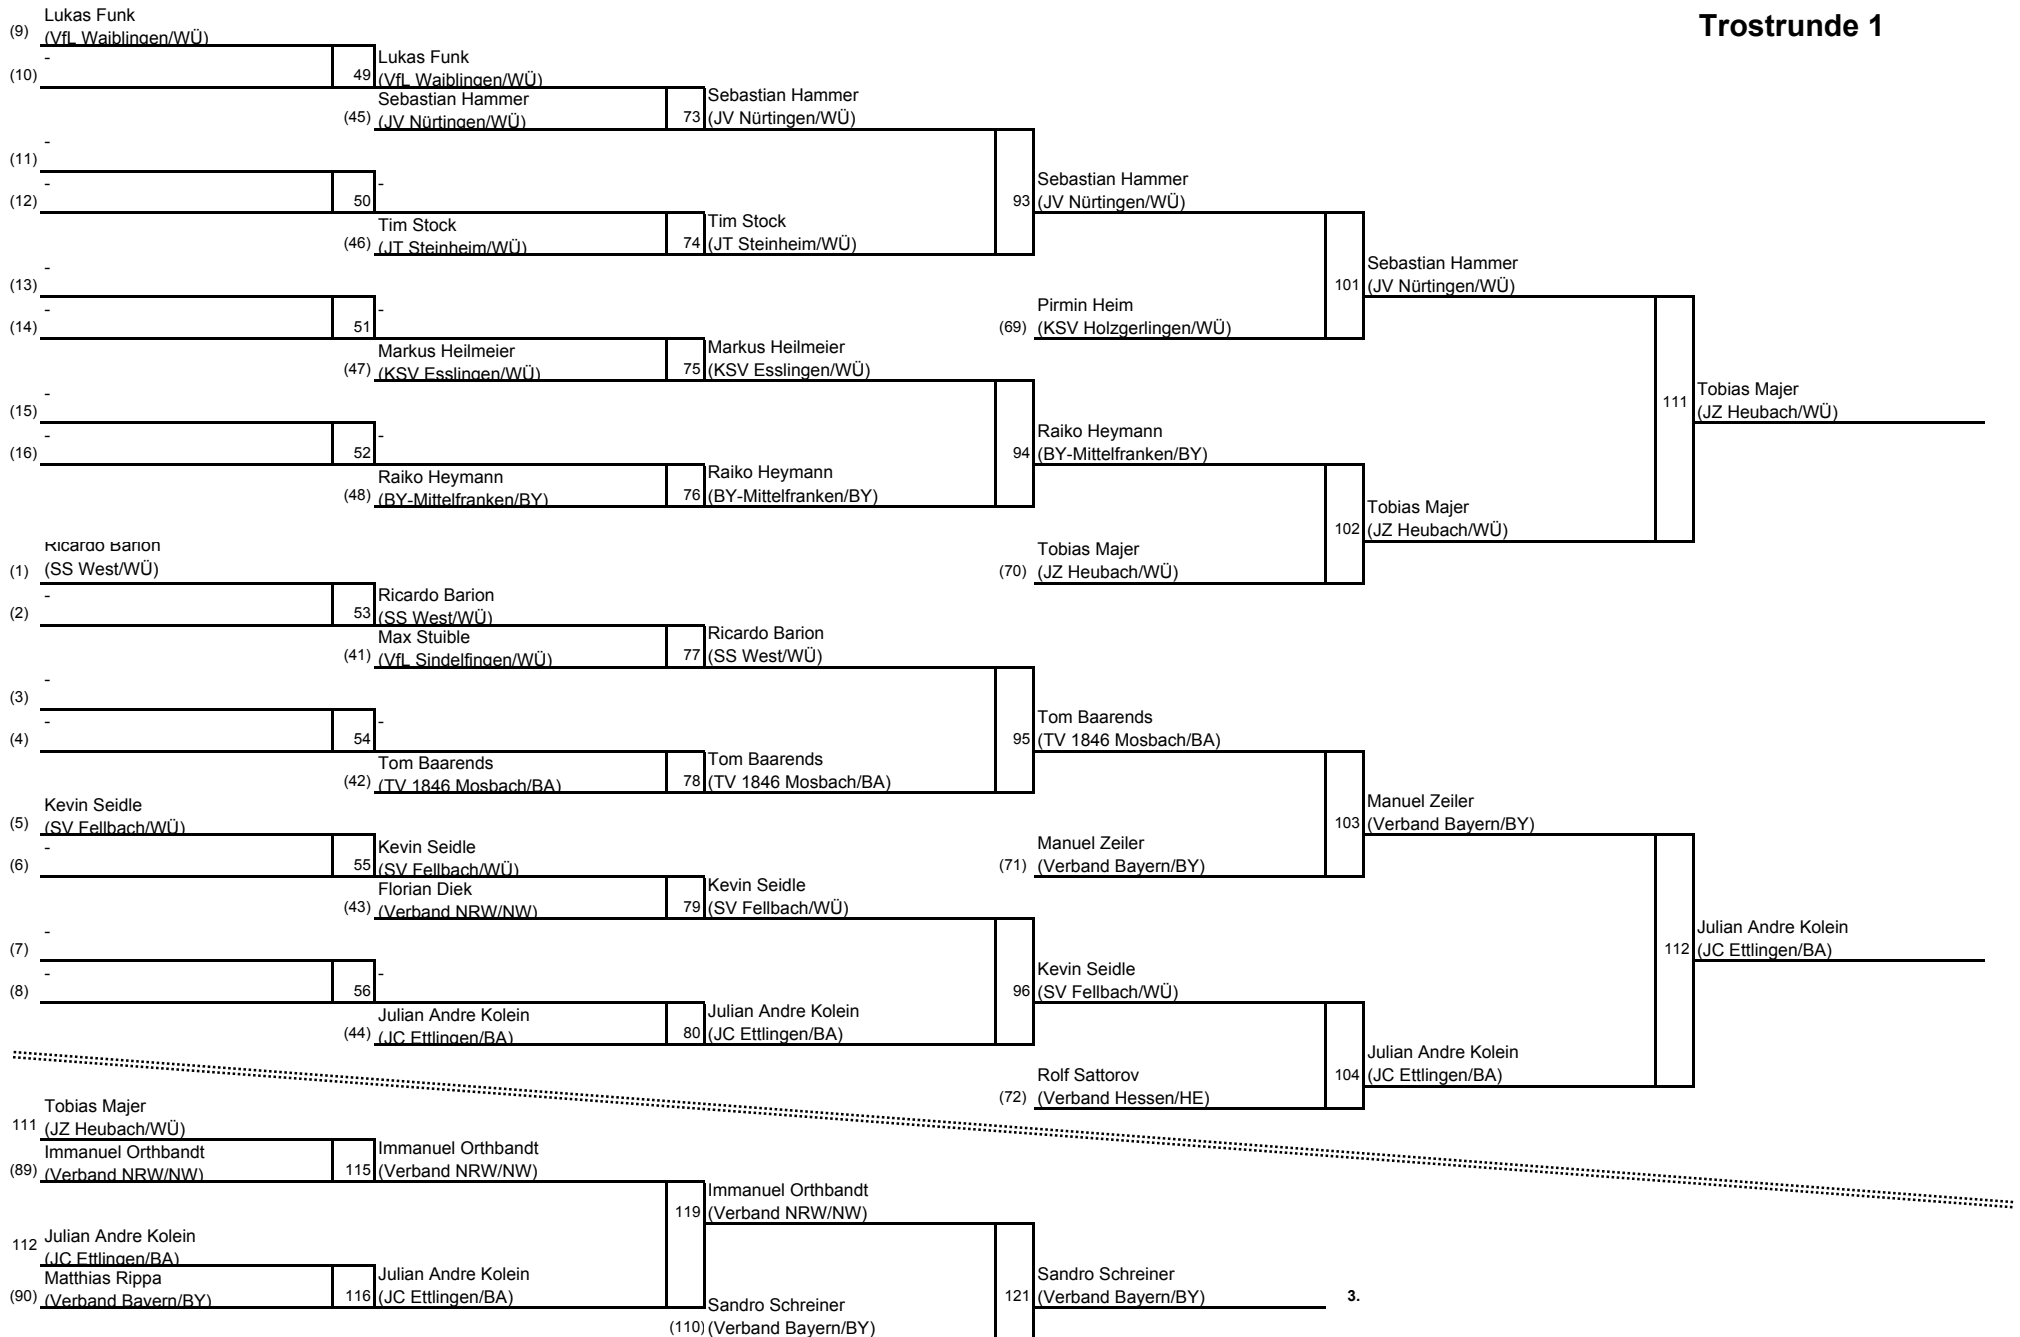 Trostrunde 1
Lukas Funk
(9) (VfL Waiblingen/WÜ)
-
(10)
49
Lukas Funk
(VfL Waiblingen/WÜ)
Sebastian Hammer
(45) (JV Nürtingen/WÜ)
73
Sebastian Hammer
(JV Nürtingen/WÜ)
-
(11)
-
(12)
50
-
Tim Stock
(46) (JT Steinheim/WÜ)
74
Tim Stock
(JT Steinheim/WÜ)
93
Sebastian Hammer
(JV Nürtingen/WÜ)
-
(13)
-
(14)
51
-
Markus Heilmeier
(47) (KSV Esslingen/WÜ)
75
Markus Heilmeier
(KSV Esslingen/WÜ)
Pirmin Heim
(69) (KSV Holzgerlingen/WÜ)
101
Sebastian Hammer
(JV Nürtingen/WÜ)
-
(15)
-
(16)
52
-
Raiko Heymann
(48) (BY-Mittelfranken/BY)
76
Raiko Heymann
(BY-Mittelfranken/BY)
94
Raiko Heymann
(BY-Mittelfranken/BY)
111
Tobias Majer
(JZ Heubach/WÜ)
102
Tobias Majer
(JZ Heubach/WÜ)
Tobias Majer
(70) (JZ Heubach/WÜ)
Ricardo Barion
(1) (SS West/WÜ)
-
(2)
53
Ricardo Barion
(SS West/WÜ)
Max Stuible
(41) (VfL Sindelfingen/WÜ)
77
Ricardo Barion
(SS West/WÜ)
-
(3)
-
(4)
54
-
Tom Baarends
(42) (TV 1846 Mosbach/BA)
78
Tom Baarends
(TV 1846 Mosbach/BA)
95
Tom Baarends
(TV 1846 Mosbach/BA)
Kevin Seidle
(5) (SV Fellbach/WÜ)
-
(6)
55
Kevin Seidle
(SV Fellbach/WÜ)
Florian Diek
(43) (Verband NRW/NW)
79
Kevin Seidle
(SV Fellbach/WÜ)
Manuel Zeiler
(71) (Verband Bayern/BY)
103
Manuel Zeiler
(Verband Bayern/BY)
-
(7)
-
(8)
56
-
Julian Andre Kolein
(44) (JC Ettlingen/BA)
80
Julian Andre Kolein
(JC Ettlingen/BA)
96
Kevin Seidle
(SV Fellbach/WÜ)
112
Julian Andre Kolein
(JC Ettlingen/BA)
Rolf Sattorov
(72) (Verband Hessen/HE)
104
Julian Andre Kolein
(JC Ettlingen/BA)
Tobias Majer
111 (JZ Heubach/WÜ)
Immanuel Orthbandt
(89) (Verband NRW/NW)
115
Immanuel Orthbandt
(Verband NRW/NW)
119
Immanuel Orthbandt
(Verband NRW/NW)
112 Julian Andre Kolein
(JC Ettlingen/BA)
Matthias Rippa
(90) (Verband Bayern/BY)
116
Julian Andre Kolein
(JC Ettlingen/BA)
Sandro Schreiner
(110) (Verband Bayern/BY)
121
Sandro Schreiner
(Verband Bayern/BY)
3.